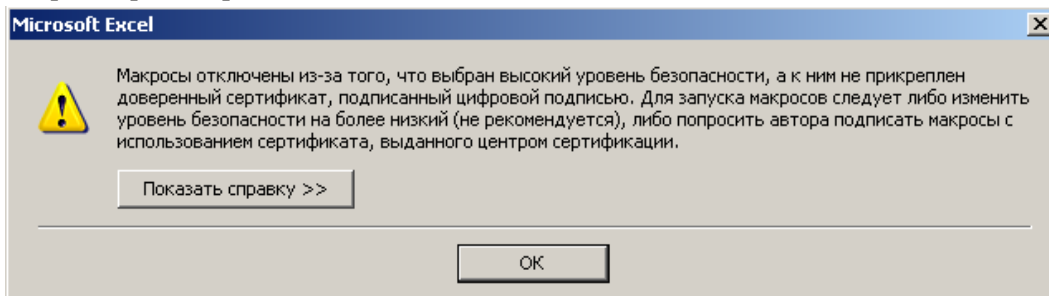 Microsoft Excel
Макросы отключены из-за того, что выбран высокий уровень безопасности, а к ним не прикреплен
доверенный сертификат, подписанный цифровой подписью. Для запуска макросов следует либо изменить
уровень безопасности на более низкий (не рекомендуется), либо попросить автора подписать макросы с
использованием сертификата, выданного центром сертификации.
Показать справку >>
OK